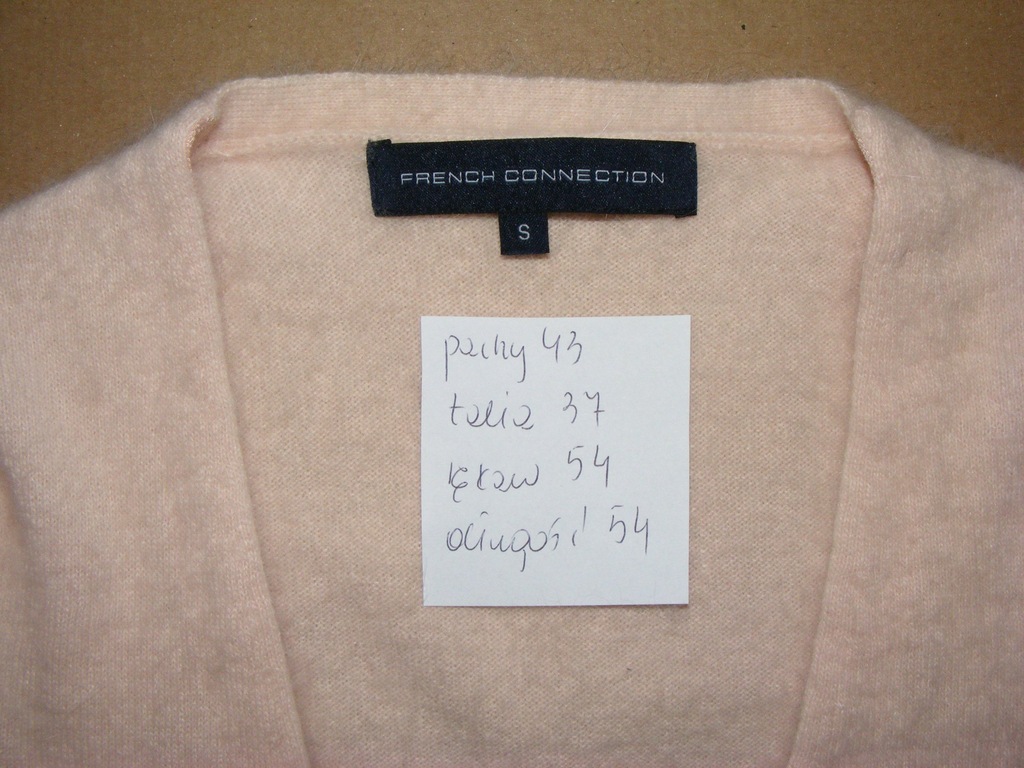 FRENCH CONNECTION
S
pachy 43
talia 37
rękaw 54
długość 54